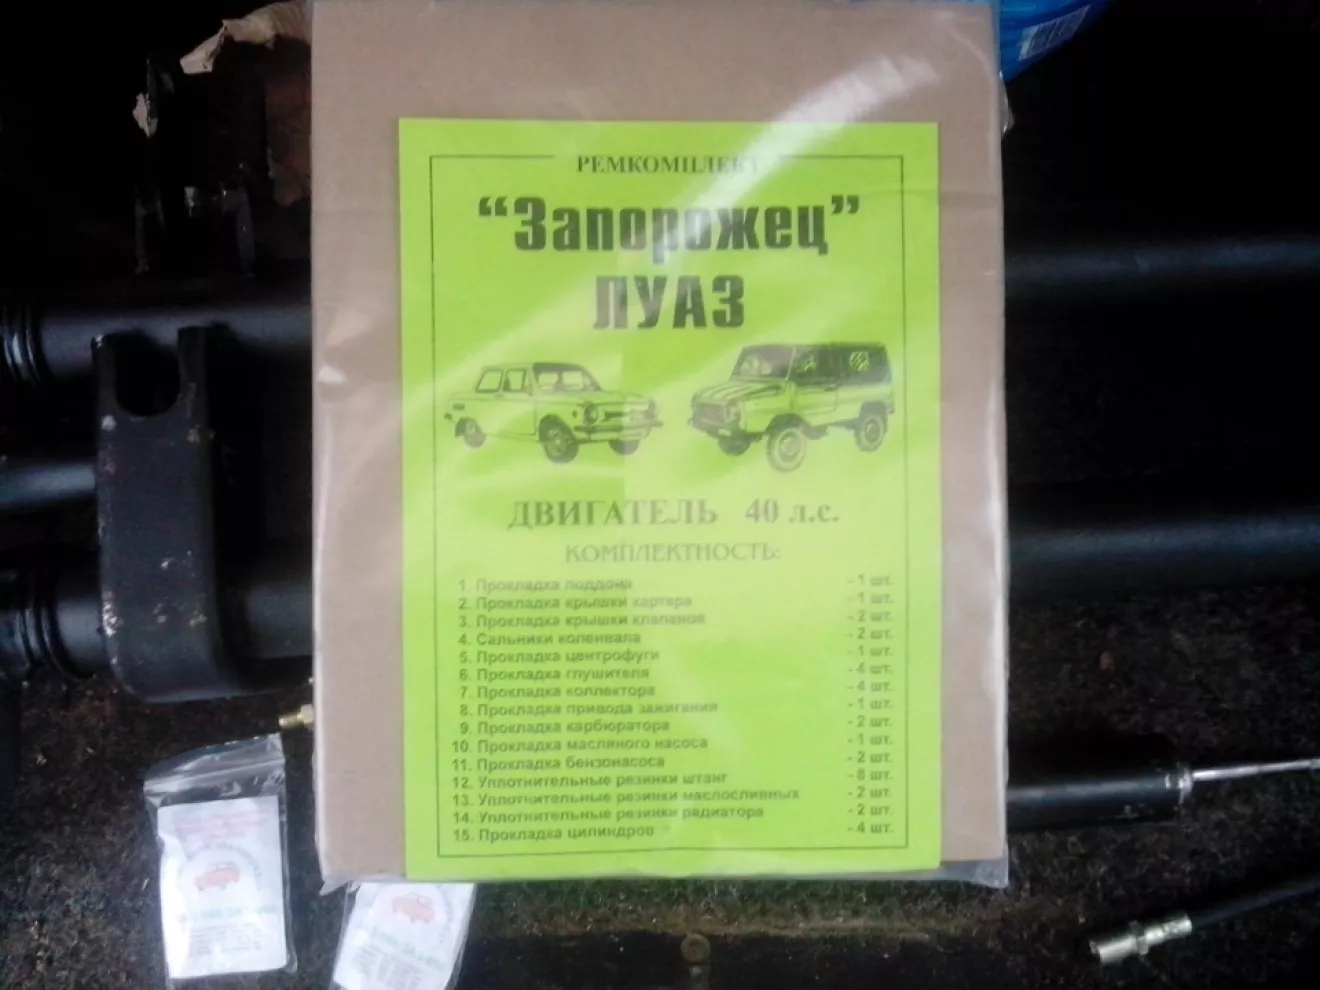 РЕМКОМПЛЕКТ
“Запорожец”
ЛУАЗ
ДВИГАТЕЛЬ 40 л.с.
КОМПЛЕКТНОСТЬ:
1. Прокладка поддона - 1 шт.
2. Прокладка крышки картера - 1 шт.
3. Прокладка крышки клапанов - 2 шт.
4. Сальники коленвала - 2 шт.
5. Прокладка центрофуги - 1 шт.
6. Прокладка глушителя - 4 шт.
7. Прокладка коллектора - 4 шт.
8. Прокладка привода зажигания - 1 шт.
9. Прокладка карбюратора - 2 шт.
10. Прокладка масляного насоса - 1 шт.
11. Прокладка бензонасоса - 2 шт.
12. Уплотнительные резинки штанг - 8 шт.
13. Уплотнительные резинки маслосливных - 2 шт.
14. Уплотнительные резинки радиатора - 2 шт.
15. Прокладка цилиндров - 4 шт.